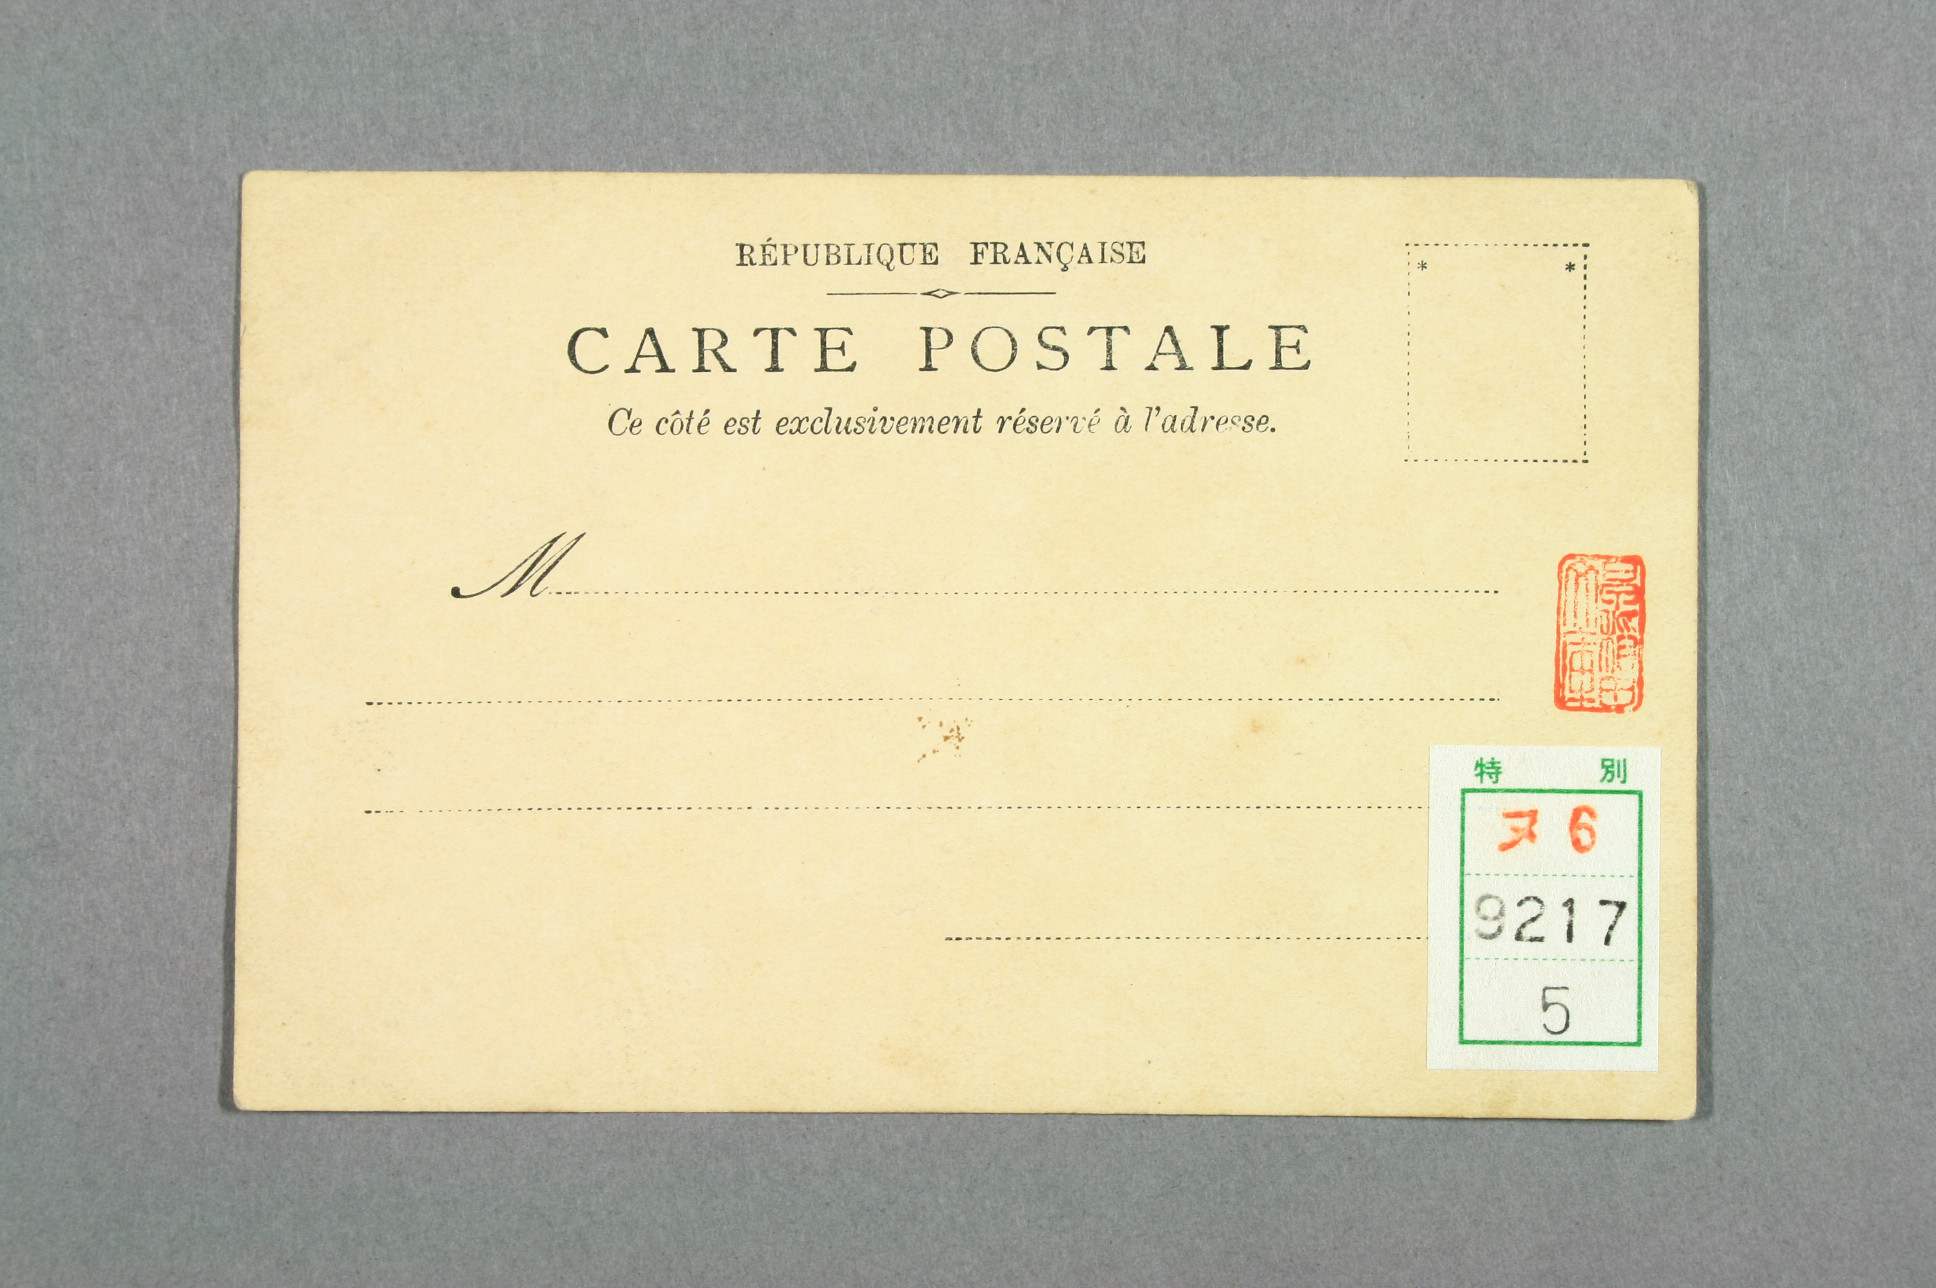 RÉPUBLIQUE FRANÇAISE
* *
CARTE POSTALE
Ce côté est exclusivement réservé à l'adresse.
M
特 別
ヌ 6
9217
5